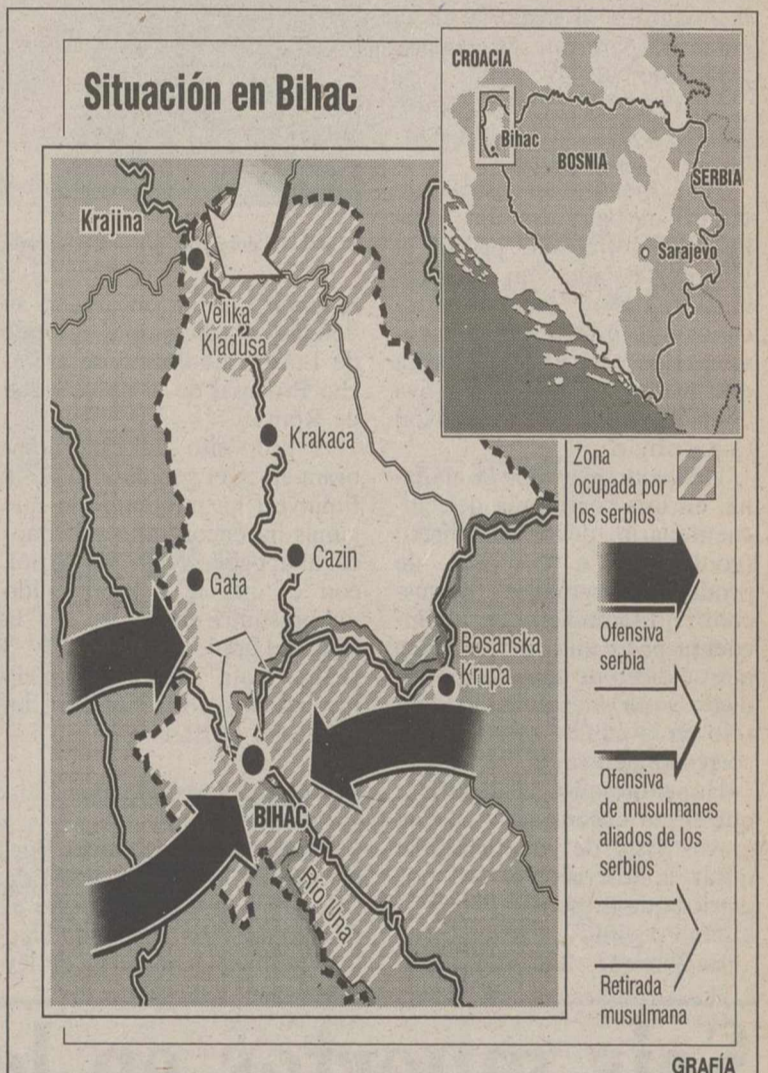 Situación en Bihac
CROACIA
Bihac
BOSNIA
SERBIA
Sarajevo
Krajina
Velika
Kladusa
Krakaca
Cazin
Gata
Bosanska
Krupa
BIHAC
Río Una
Zona
ocupada por
los serbios
Ofensiva
serbia
Ofensiva
de musulmanes
aliados de los
serbios
Retirada
musulmana
GRAFÍA